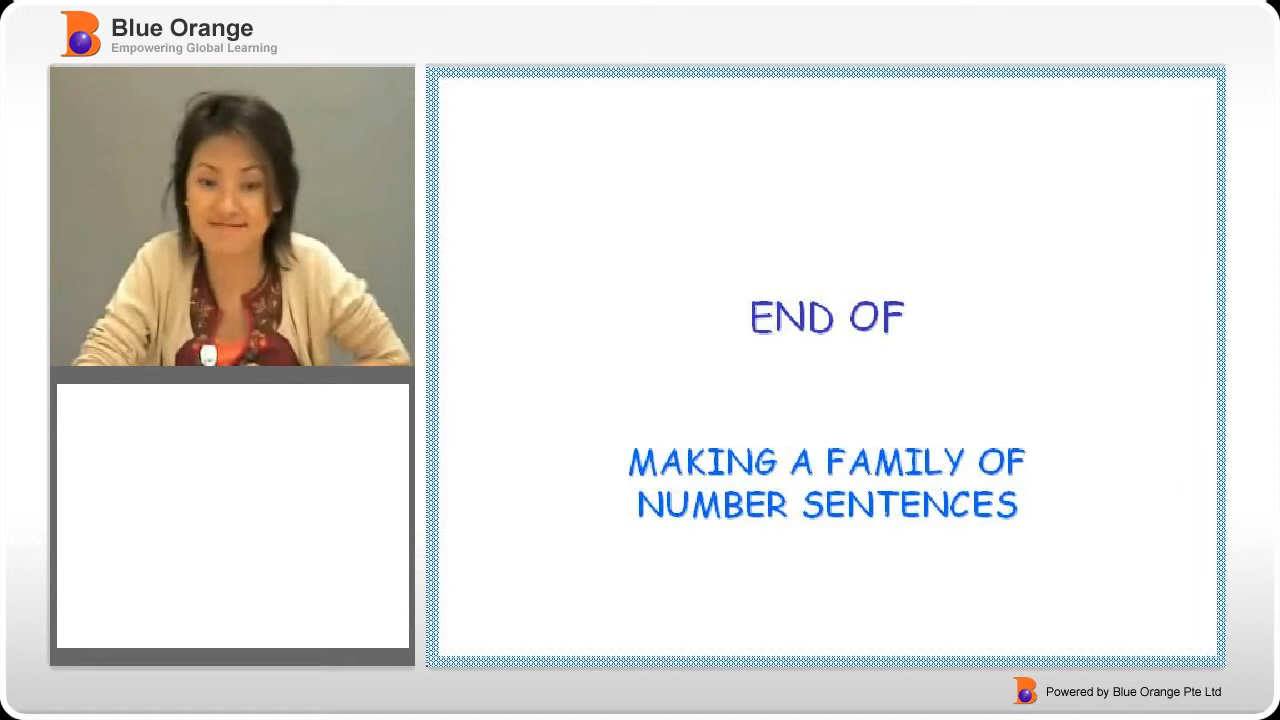 Blue Orange
Empowering Global Learning
END OF
MAKING A FAMILY OF
NUMBER SENTENCES
Powered by Blue Orange Pte Ltd